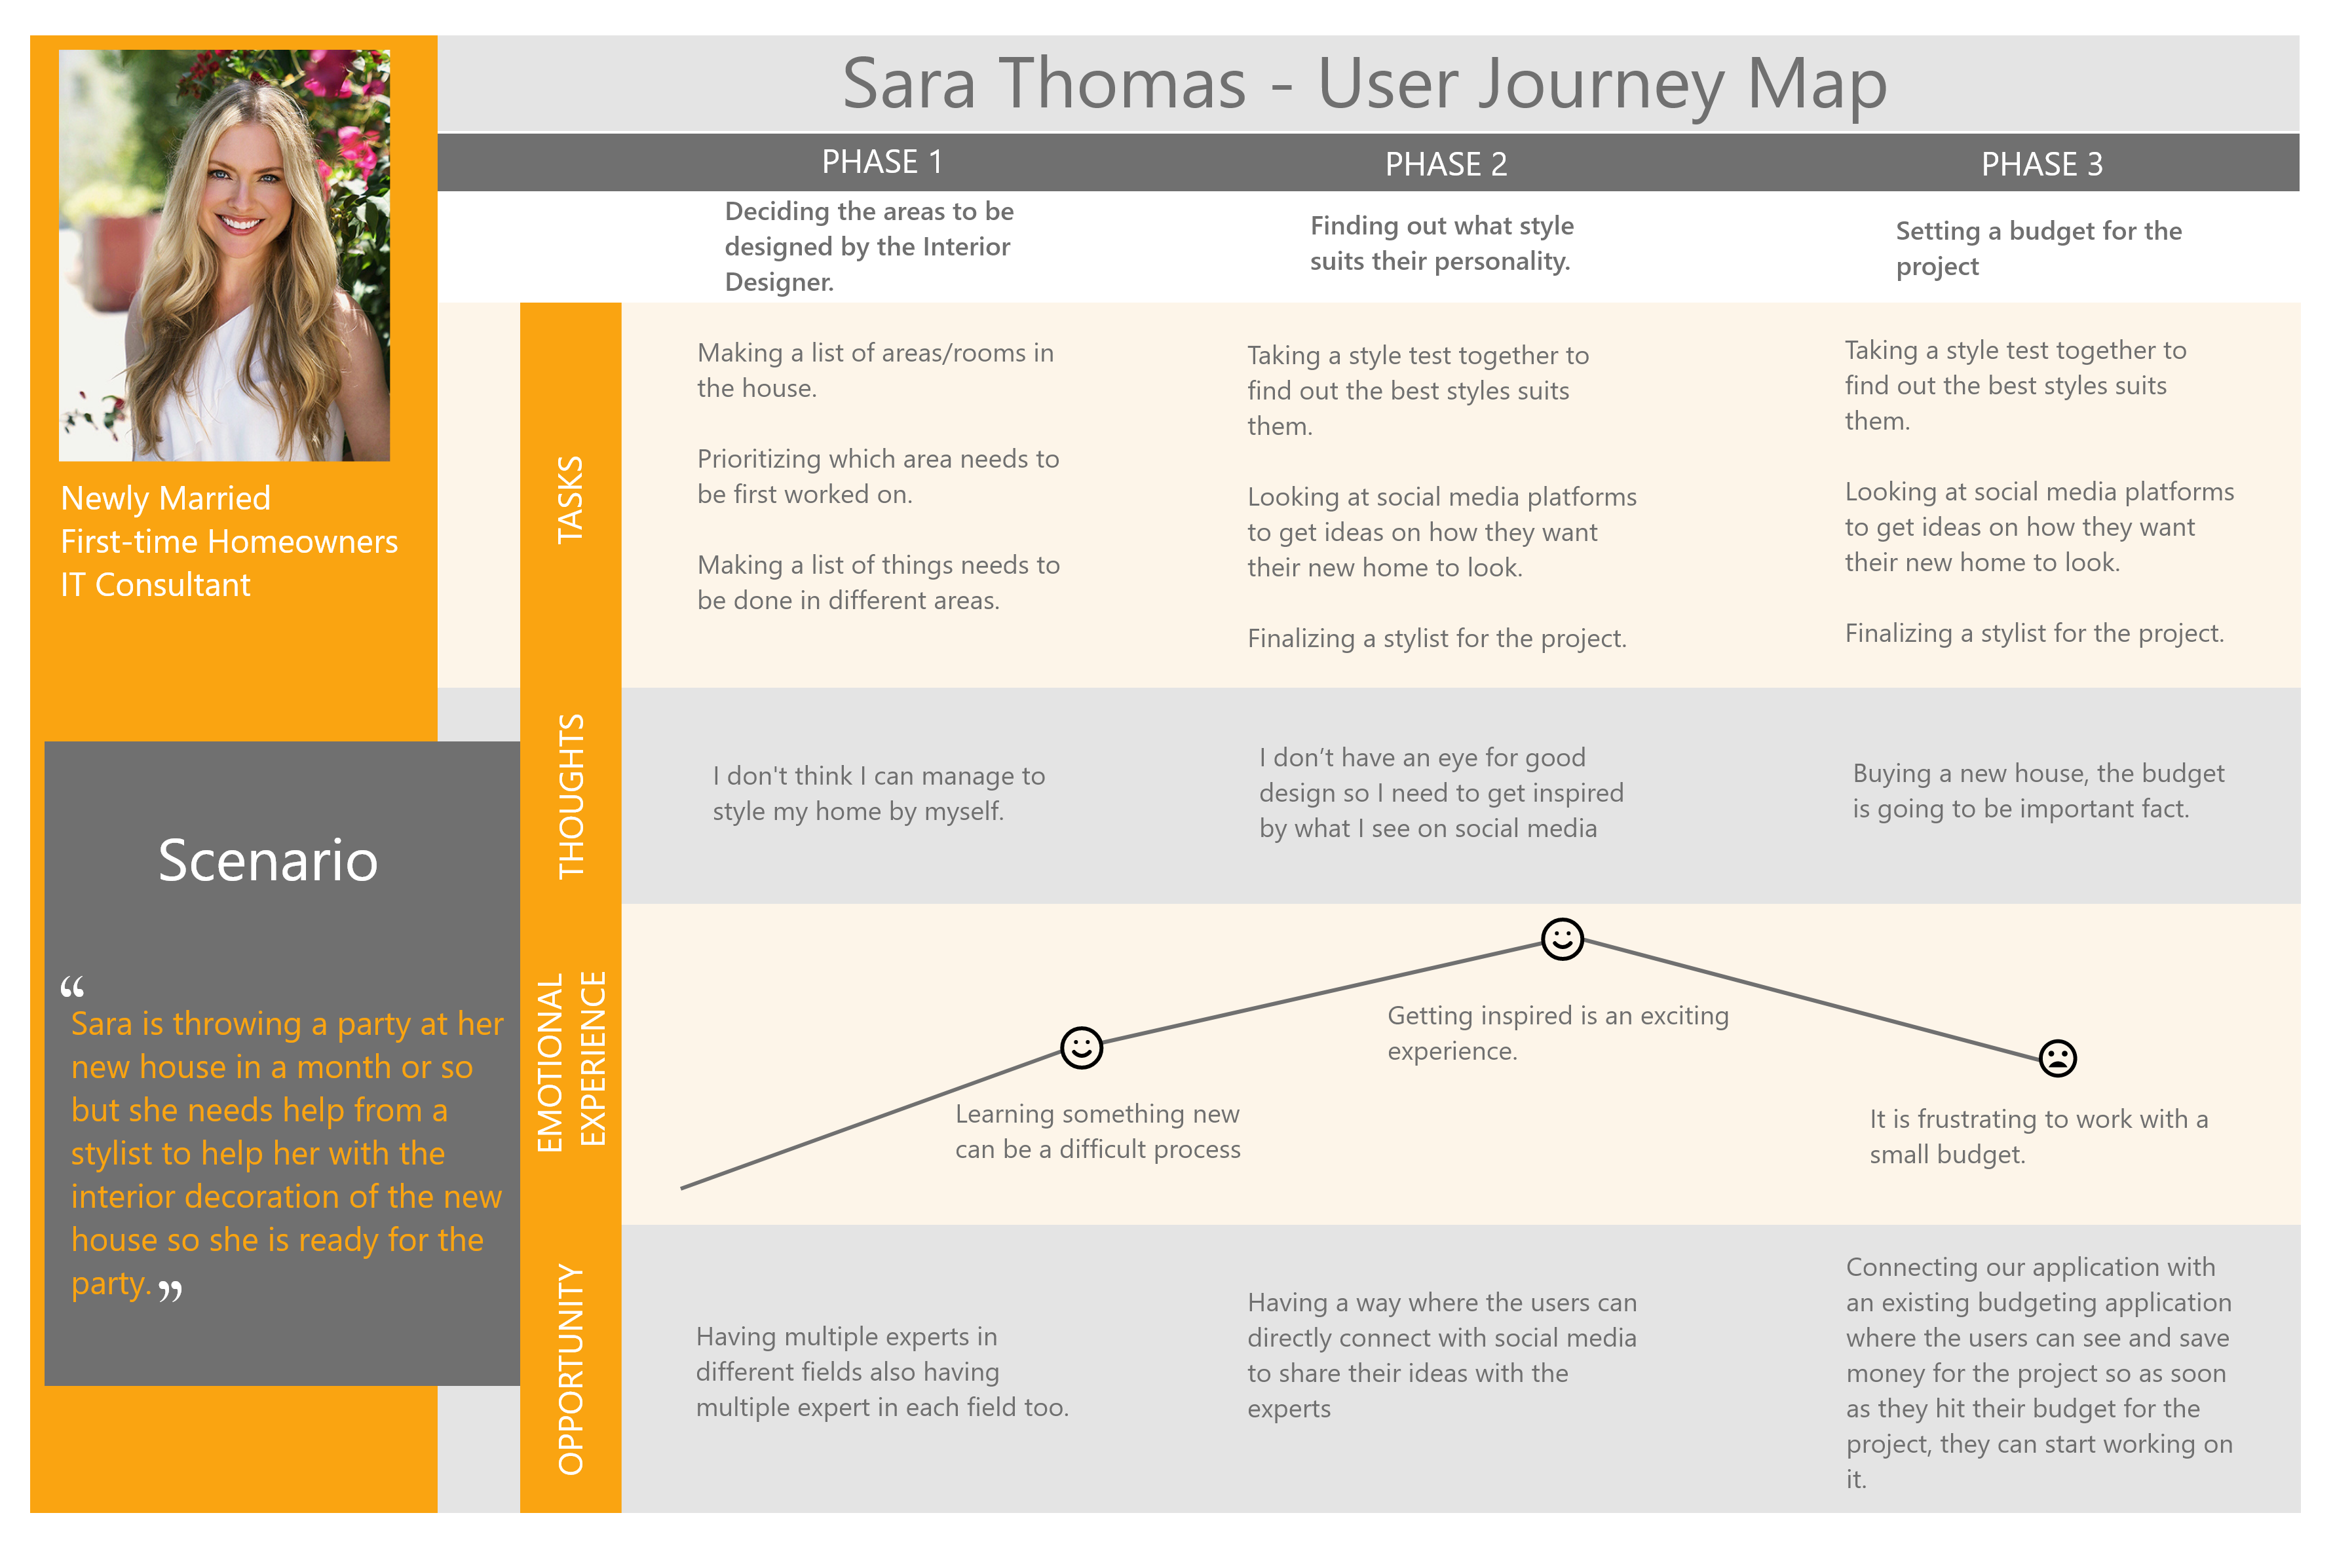 Sara Thomas - User Journey Map
PHASE 1
PHASE 2
PHASE 3
Deciding the areas to be
designed by the Interior
Designer.
Finding out what style
suits their personality.
Setting a budget for the
project
Newly Married
First-time Homeowners
IT Consultant
Scenario
“
Sara is throwing a party at her
new house in a month or so
but she needs help from a
stylist to help her with the
interior decoration of the new
house so she is ready for the
party. ”
TASKS
Making a list of areas/rooms in
the house.
Prioritizing which area needs to
be first worked on.
Making a list of things needs to
be done in different areas.
Taking a style test together to
find out the best styles suits
them.
Looking at social media platforms
to get ideas on how they want
their new home to look.
Finalizing a stylist for the project.
Taking a style test together to
find out the best styles suits
them.
Looking at social media platforms
to get ideas on how they want
their new home to look.
Finalizing a stylist for the project.
THOUGHTS
I don't think I can manage to
style my home by myself.
I don’t have an eye for good
design so I need to get inspired
by what I see on social media
Buying a new house, the budget
is going to be important fact.
EMOTIONAL
EXPERIENCE
Learning something new
can be a difficult process
Getting inspired is an exciting
experience.
It is frustrating to work with a
small budget.
OPPORTUNITY
Having multiple experts in
different fields also having
multiple expert in each field too.
Having a way where the users can
directly connect with social media
to share their ideas with the
experts
Connecting our application with
an existing budgeting application
where the users can see and save
money for the project so as soon
as they hit their budget for the
project, they can start working on
it.